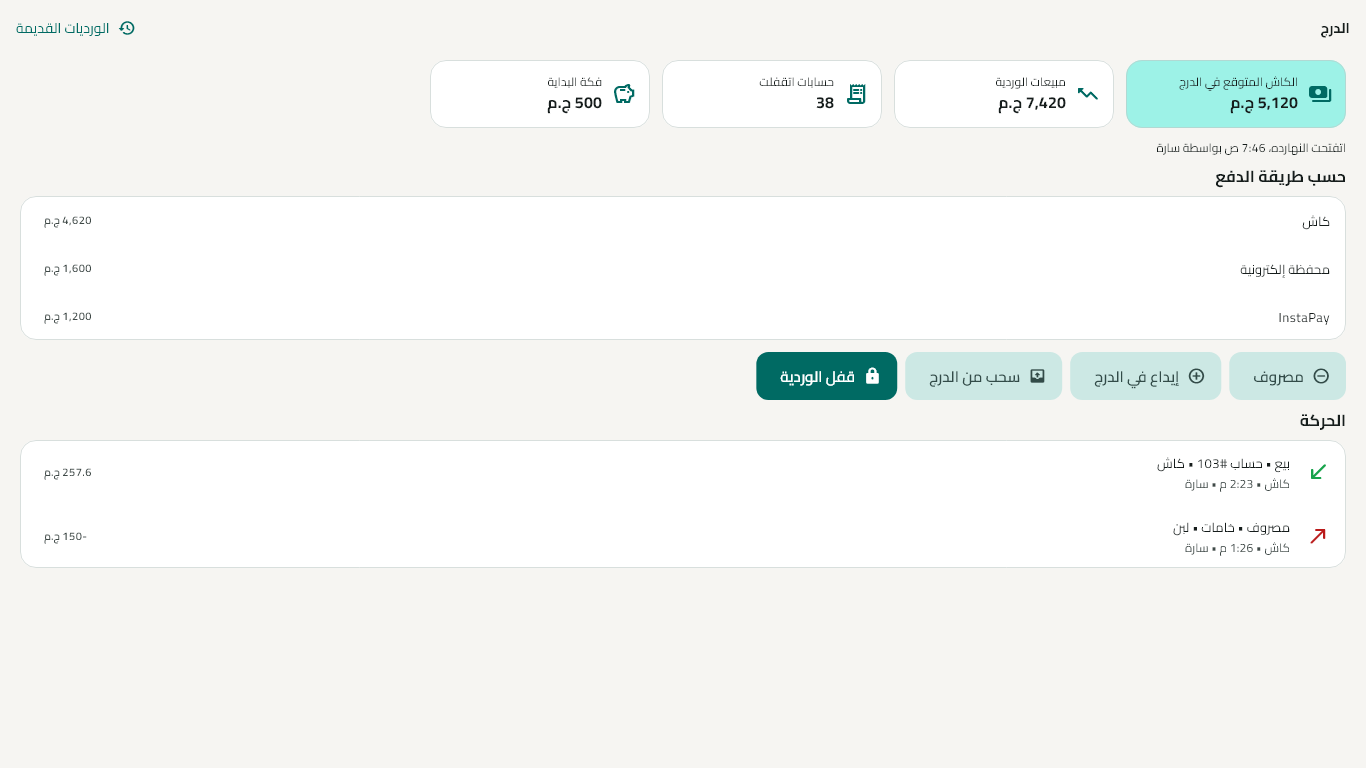 الدرج
الورديات القديمة
الكاش المتوقع في الدرج
5,120 ج.م
مبيعات الوردية
7,420 ج.م
حسابات اتقفلت
38
فكة البداية
500 ج.م
اتفتحت النهارده، 7:46 ص بواسطة سارة
حسب طريقة الدفع
كاش
4,620 ج.م
محفظة إلكترونية
1,600 ج.م
InstaPay
1,200 ج.م
مصروف
إيداع في الدرج
سحب من الدرج
قفل الوردية
الحركة
بيع • حساب #103 • كاش
257.6 ج.م
كاش • 2:23 م • سارة
مصروف • خامات • لبن
-150 ج.م
كاش • 1:26 م • سارة